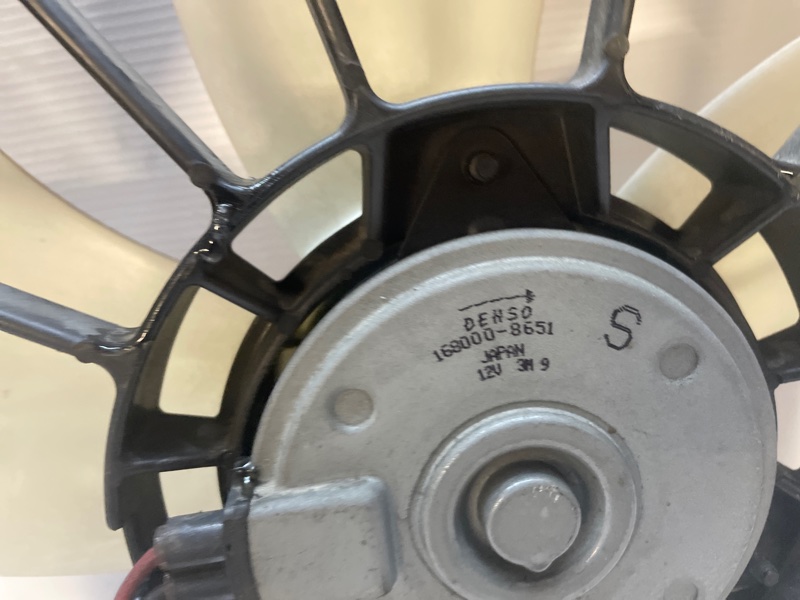 DENSO
168000-8651
JAPAN
12V 3M 9
S